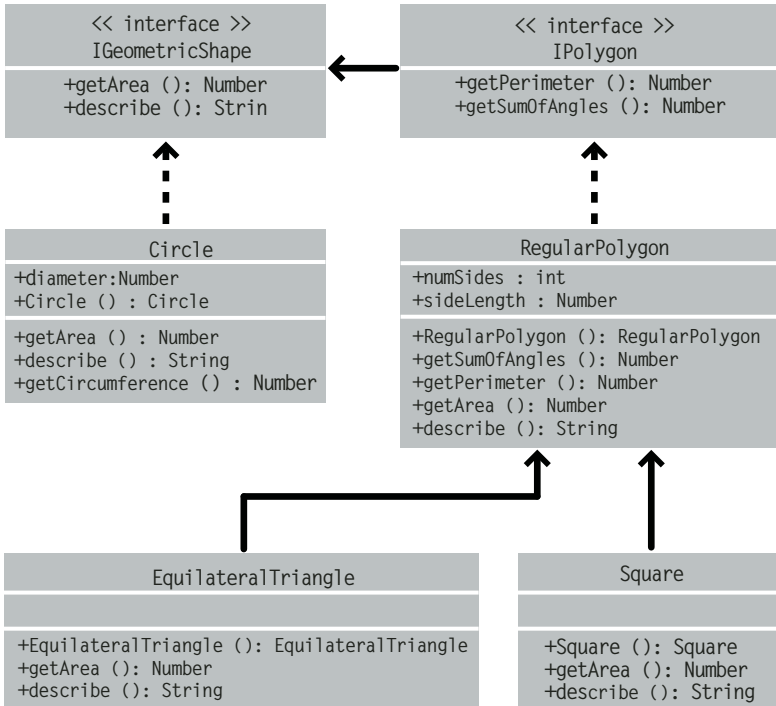 << interface >>
IGeometricShape
+getArea (): Number
+describe (): Strin
<< interface >>
IPolygon
+getPerimeter (): Number
+getSumOfAngles (): Number
Circle
+diameter:Number
+Circle () : Circle
+getArea () : Number
+describe () : String
+getCircumference () : Number
RegularPolygon
+numSides : int
+sideLength : Number
+RegularPolygon (): RegularPolygon
+getSumOfAngles (): Number
+getPerimeter (): Number
+getArea (): Number
+describe (): String
EquilateralTriangle
+EquilateralTriangle (): EquilateralTriangle
+getArea (): Number
+describe (): String
Square
+Square (): Square
+getArea (): Number
+describe (): String